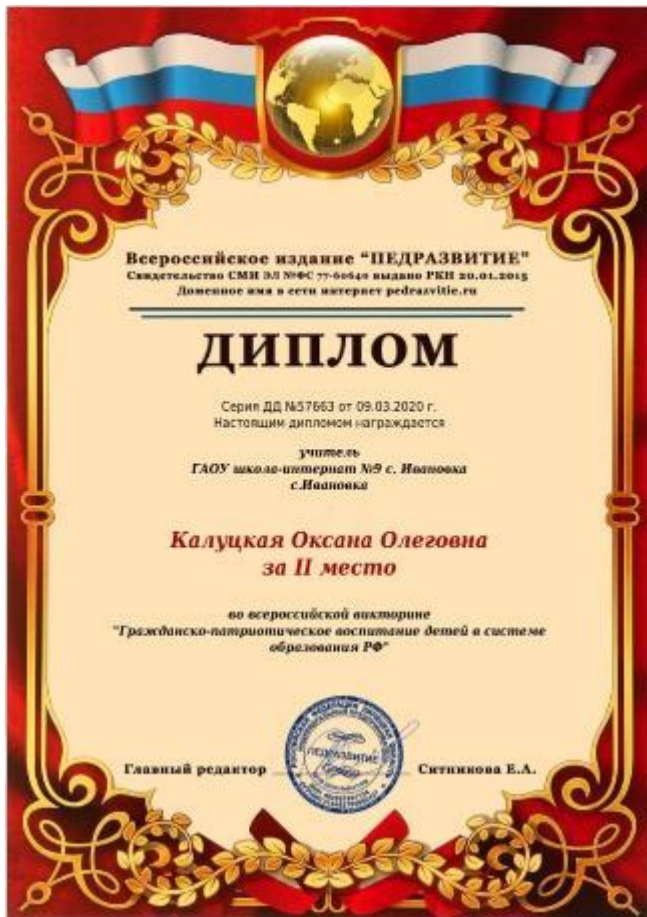 Всероссийское издание "ПЕДРАЗВИТИЕ"
Свидетельство СМИ ЭЛ №ФС 77-60640 выдано РКН 20.01.2015
Доменное имя в сети интернет pedrazvitie.ru
ДИПЛОМ
Серия ДД №57663 от 09.03.2020 г.
Настоящим дипломом награждается
учитель
ГАОУ школа-интернат №9 с. Ивановка
с.Ивановка
Калуцкая Оксана Олеговна
за II место
во всероссийской викторине
"Гражданско-патриотическое воспитание детей в системе
образования РФ"
ПЕДРАЗВИТИЕ
Главный редактор Ситникова Е.А.